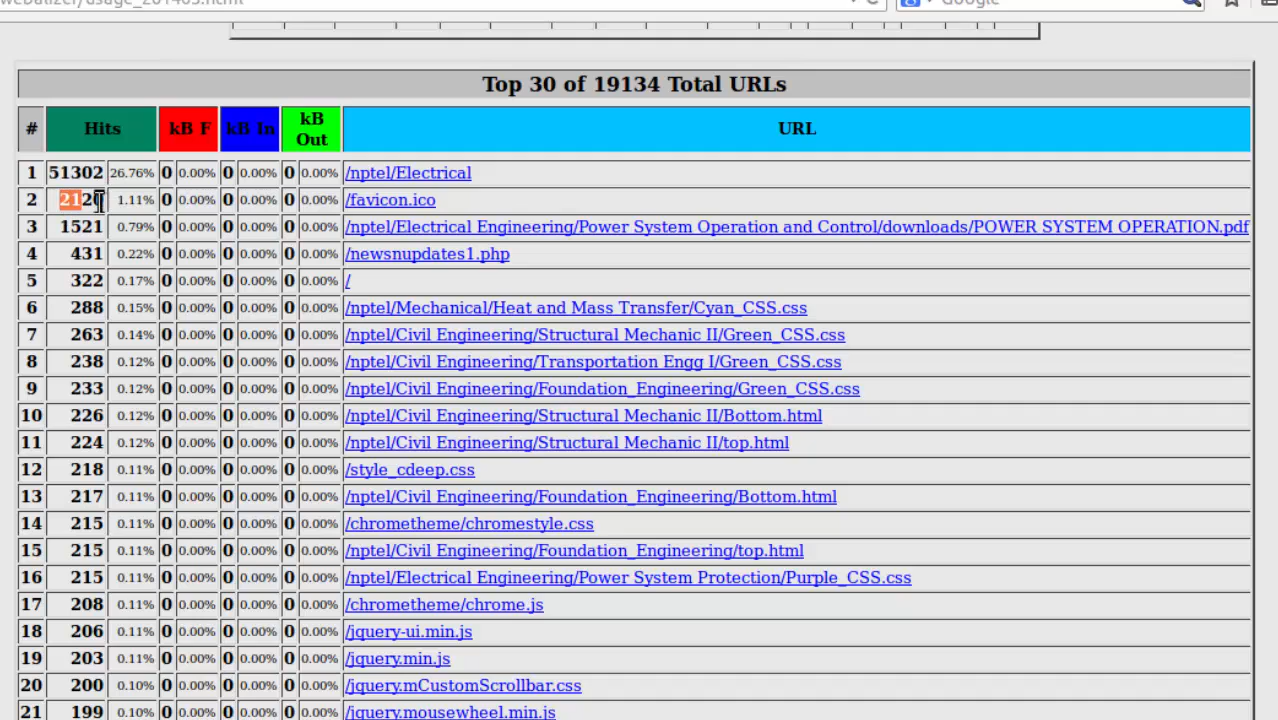 Google
Top 30 of 19134 Total URLs
# Hits kB F kB In kB Out URL
1 51302 26.76% 0 0.00% 0 0.00% 0 0.00% /nptel/Electrical
2 2120 1.11% 0 0.00% 0 0.00% 0 0.00% /favicon.ico
3 1521 0.79% 0 0.00% 0 0.00% 0 0.00% /nptel/Electrical Engineering/Power System Operation and Control/downloads/POWER SYSTEM OPERATION.pdf
4 431 0.22% 0 0.00% 0 0.00% 0 0.00% /newsnupdates1.php
5 322 0.17% 0 0.00% 0 0.00% 0 0.00% /
6 288 0.15% 0 0.00% 0 0.00% 0 0.00% /nptel/Mechanical/Heat and Mass Transfer/Cyan_CSS.css
7 263 0.14% 0 0.00% 0 0.00% 0 0.00% /nptel/Civil Engineering/Structural Mechanic II/Green_CSS.css
8 238 0.12% 0 0.00% 0 0.00% 0 0.00% /nptel/Civil Engineering/Transportation Engg I/Green_CSS.css
9 233 0.12% 0 0.00% 0 0.00% 0 0.00% /nptel/Civil Engineering/Foundation_Engineering/Green_CSS.css
10 226 0.12% 0 0.00% 0 0.00% 0 0.00% /nptel/Civil Engineering/Structural Mechanic II/Bottom.html
11 224 0.12% 0 0.00% 0 0.00% 0 0.00% /nptel/Civil Engineering/Structural Mechanic II/top.html
12 218 0.11% 0 0.00% 0 0.00% 0 0.00% /style_cdeep.css
13 217 0.11% 0 0.00% 0 0.00% 0 0.00% /nptel/Civil Engineering/Foundation_Engineering/Bottom.html
14 215 0.11% 0 0.00% 0 0.00% 0 0.00% /chrometheme/chromestyle.css
15 215 0.11% 0 0.00% 0 0.00% 0 0.00% /nptel/Civil Engineering/Foundation_Engineering/top.html
16 215 0.11% 0 0.00% 0 0.00% 0 0.00% /nptel/Electrical Engineering/Power System Protection/Purple_CSS.css
17 208 0.11% 0 0.00% 0 0.00% 0 0.00% /chrometheme/chrome.js
18 206 0.11% 0 0.00% 0 0.00% 0 0.00% /jquery-ui.min.js
19 203 0.11% 0 0.00% 0 0.00% 0 0.00% /jquery.min.js
20 200 0.10% 0 0.00% 0 0.00% 0 0.00% /jquery.mCustomScrollbar.css
21 199 0.10% 0 0.00% 0 0.00% 0 0.00% /jquery.mousewheel.min.js